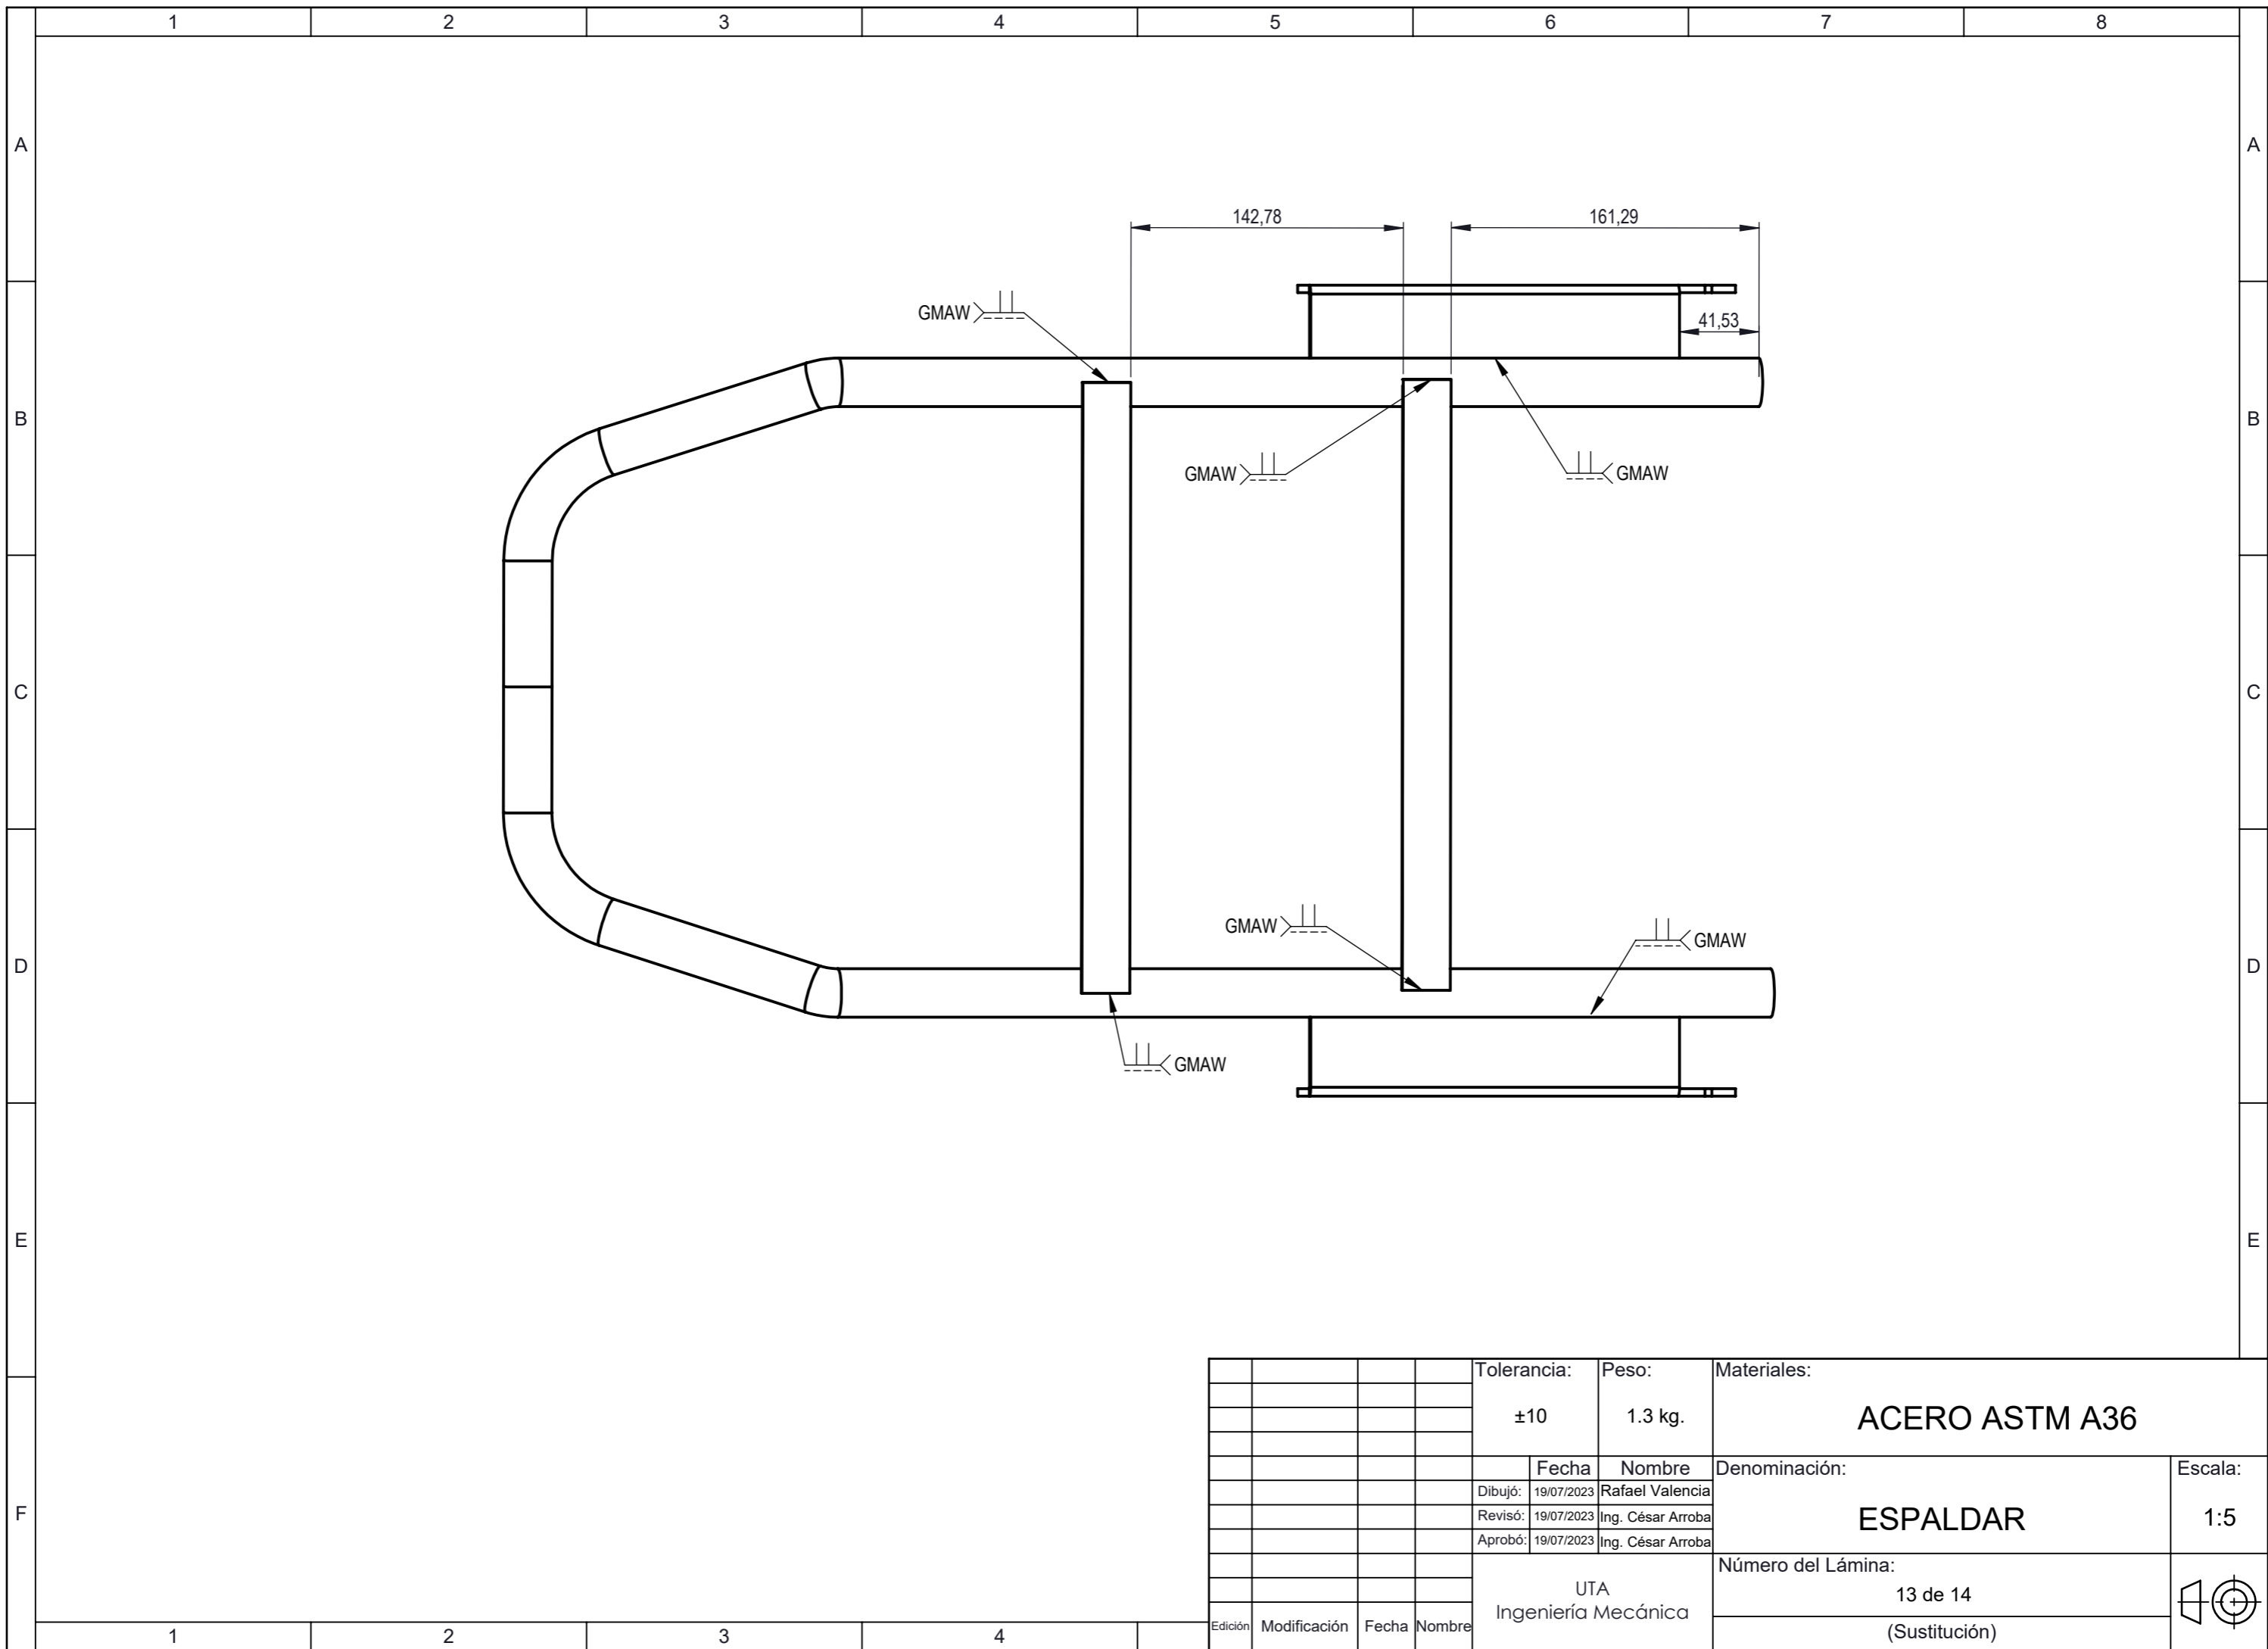 1 2 3 4 5 6 7 8
A A
142,78 161,29
GMAW 41,53
B B
GMAW GMAW
C C
GMAW GMAW
D D
GMAW
E E
Tolerancia: Peso: Materiales:
±10 1.3 kg. ACERO ASTM A36
Fecha Nombre Denominación: Escala:
Dibujó: 19/07/2023 Rafael Valencia
Revisó: 19/07/2023 Ing. César Arroba ESPALDAR 1:5
F
Aprobó: 19/07/2023 Ing. César Arroba
Número del Lámina:
UTA 13 de 14
Ingeniería Mecánica
Edición Modificación Fecha Nombre (Sustitución)
1 2 3 4